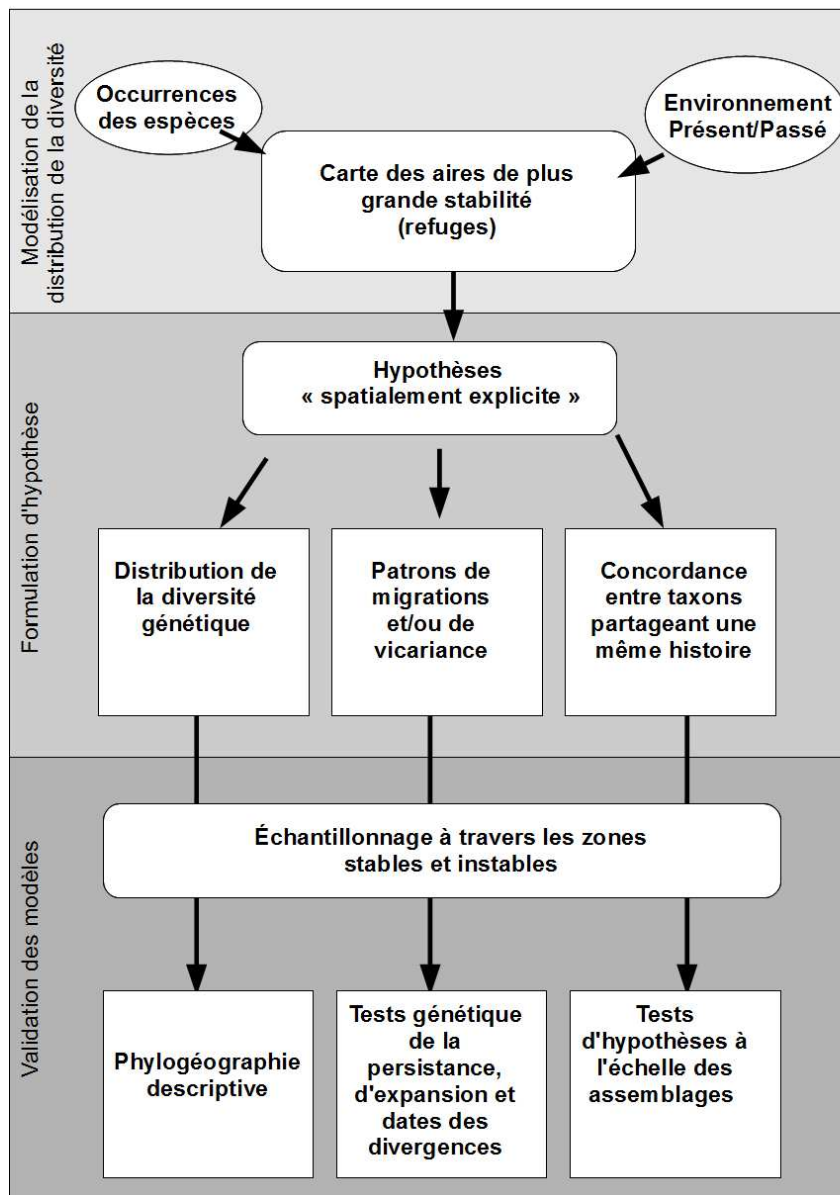 Modélisation de la
distribution de la diversité
Occurrences
des espèces
Environnement
Présent/Passé
Carte des aires de plus
grande stabilité
(refuges)
Formulation d'hypothèse
Hypothèses
« spatialement explicite »
Distribution de
la diversité
génétique
Patrons de
migrations
et/ou de
vicariance
Concordance
entre taxons
partageant une
même histoire
Validation des modèles
Échantillonnage à travers les zones
stables et instables
Phylogéographie
descriptive
Tests génétique
de la
persistance,
d'expansion et
dates des
divergences
Tests
d'hypothèses à
l'échelle des
assemblages